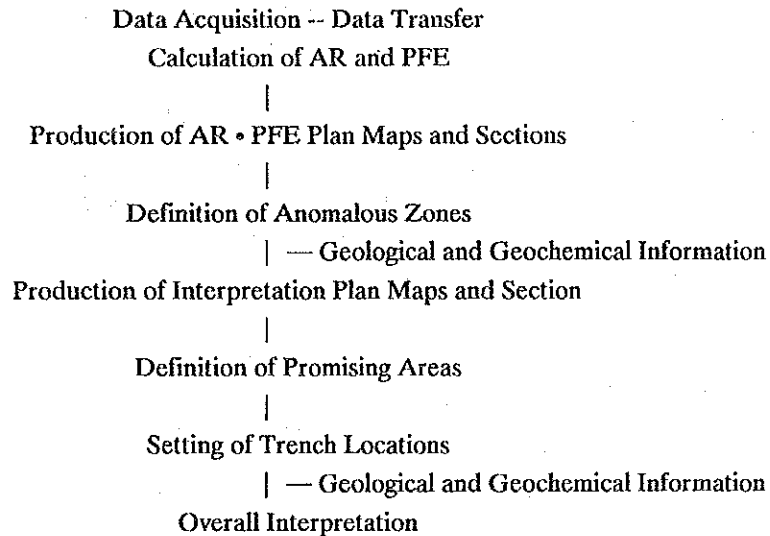 Data Acquisition -- Data Transfer
Calculation of AR and PFE
|
Production of AR • PFE Plan Maps and Sections
|
Definition of Anomalous Zones
| — Geological and Geochemical Information
Production of Interpretation Plan Maps and Section
|
Definition of Promising Areas
|
Setting of Trench Locations
| — Geological and Geochemical Information
Overall Interpretation